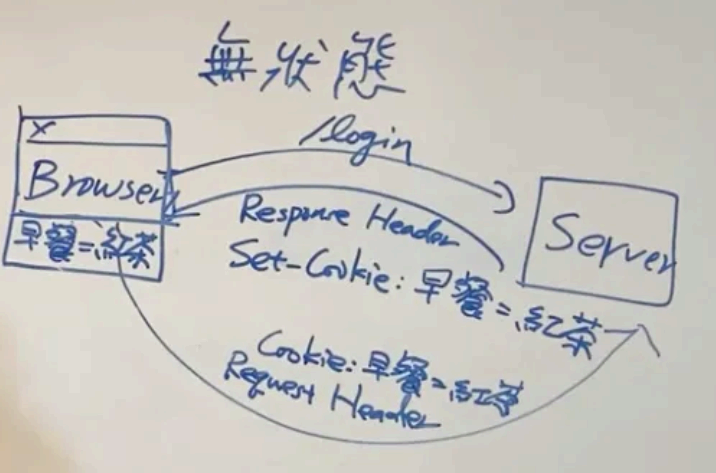 無狀態
/login
X
Browser
早餐=紅茶
Response Header
Set-Cookie: 早餐=紅茶
Server
Cookie: 早餐=紅茶
Request Header